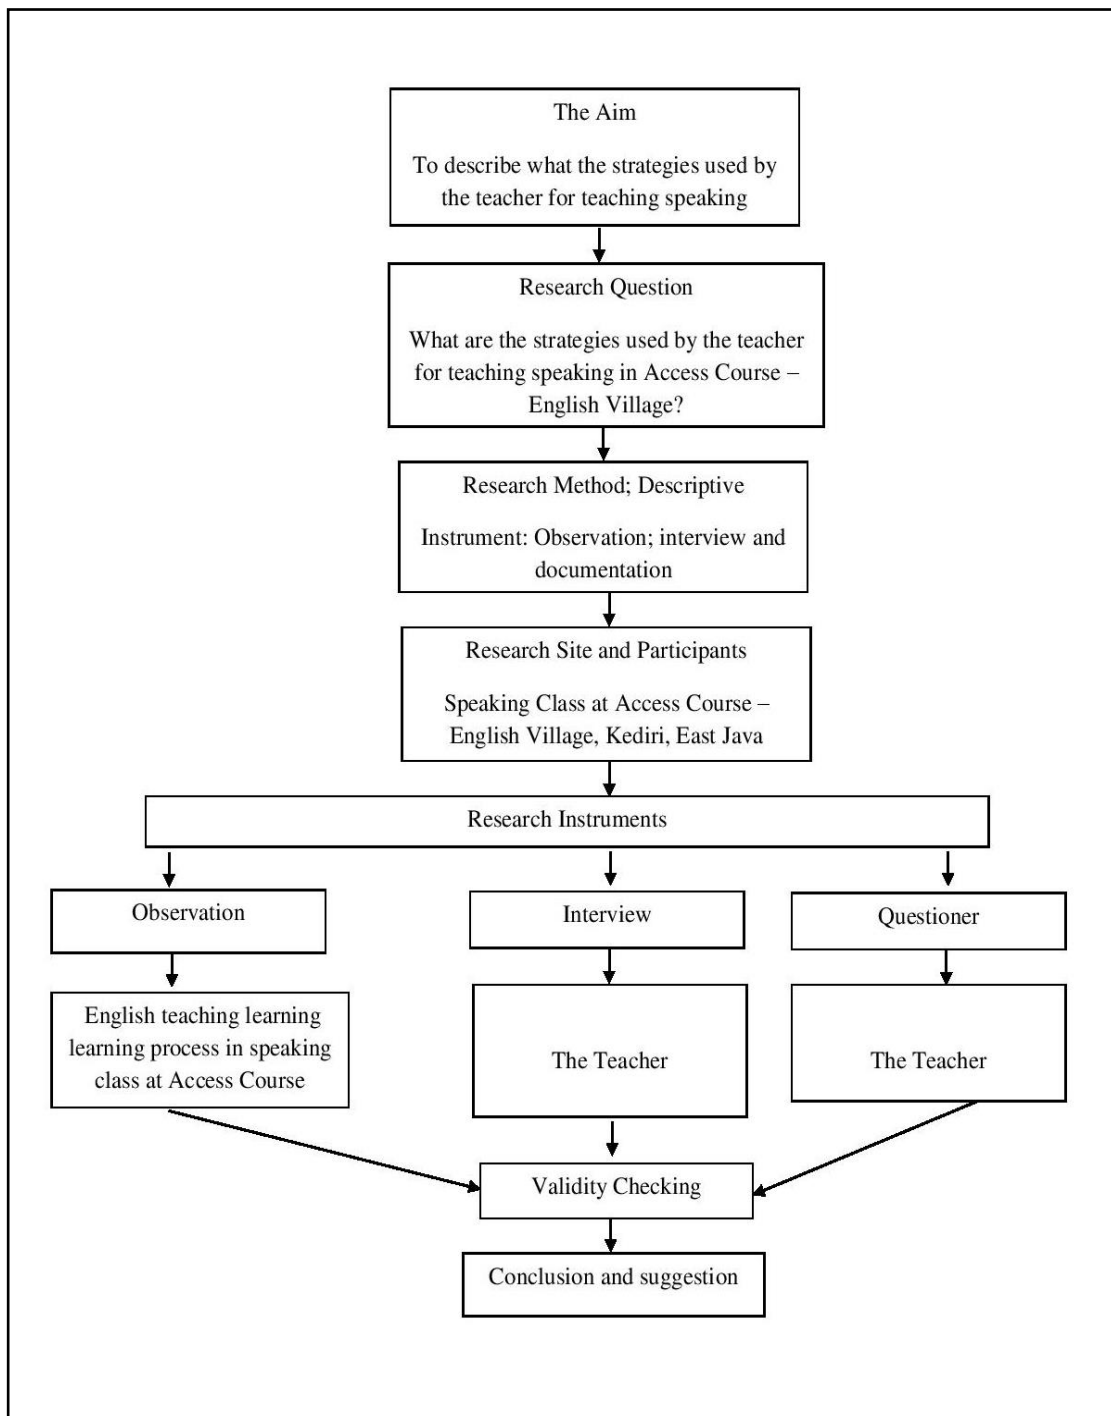 The Aim
To describe what the strategies used by
the teacher for teaching speaking
Research Question
What are the strategies used by the teacher
for teaching speaking in Access Course –
English Village?
Research Method; Descriptive
Instrument: Observation; interview and
documentation
Research Site and Participants
Speaking Class at Access Course –
English Village, Kediri, East Java
Research Instruments
Observation
Interview
Questioner
English teaching learning
learning process in speaking
class at Access Course
The Teacher
The Teacher
Validity Checking
Conclusion and suggestion